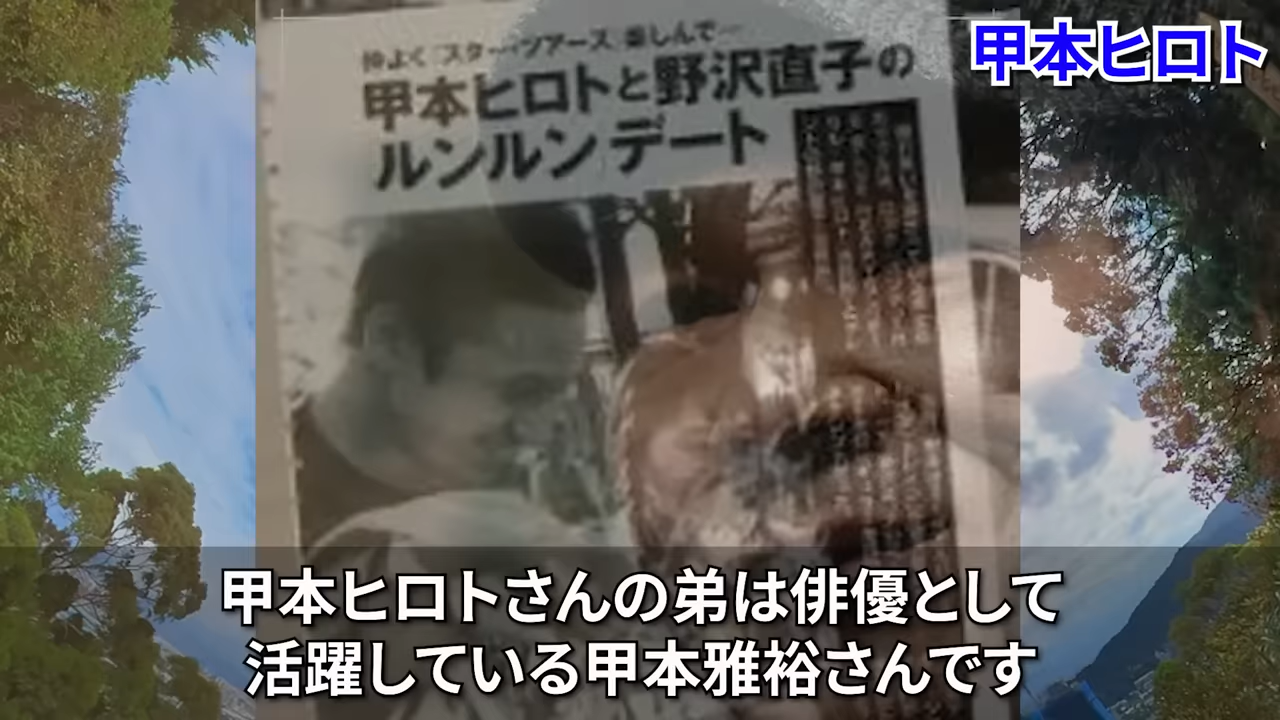 甲本ヒロト
仲よく「スター・ツアーズ」楽しんで…
甲本ヒロトと野沢直子の
ルンルンデート
甲本ヒロトさんの弟は俳優として
活躍している甲本雅裕さんです